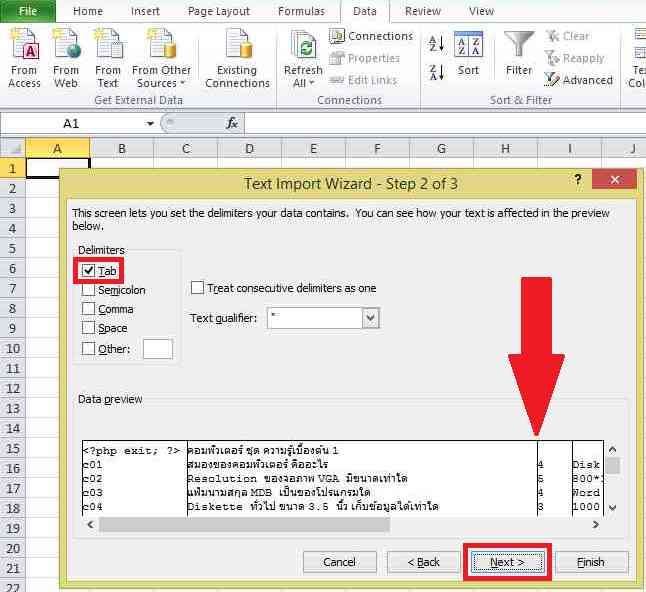 File Home Insert Page Layout Formulas Data Review View
From Access From Web From Text From Other Sources Existing Connections Refresh All Connections Properties Edit Links Sort Filter Clear Reapply Advanced
Get External Data Connections Sort & Filter
A1 fx
A B C D E F G H I J
1
2
3
4
5
6
7
8
9
10
11
12
13
14
15
16
17
18
19
20
21
22
Text Import Wizard - Step 2 of 3 ?
This screen lets you set the delimiters your data contains. You can see how your text is affected in the preview
below.
Delimiters
Tab
Semicolon
Comma
Space
Other:
Treat consecutive delimiters as one
Text qualifier: "
Data preview
<?php exit; ?> คอมพิวเตอร์ ชุด ความรู้เบื้องต้น 1
c01 สมองของคอมพิวเตอร์ คืออะไร 4 Disk
c02 Resolution ของจอภาพ VGA มีขนาดเท่าใด 5 800*
c03 แฟ้มนามสกุล MDB เป็นของโปรแกรมใด 4 Word
c04 Diskette ทั่วไป ขนาด 3.5 นิ้ว เก็บข้อมูลได้เท่าใด 3 1000
Cancel < Back Next > Finish